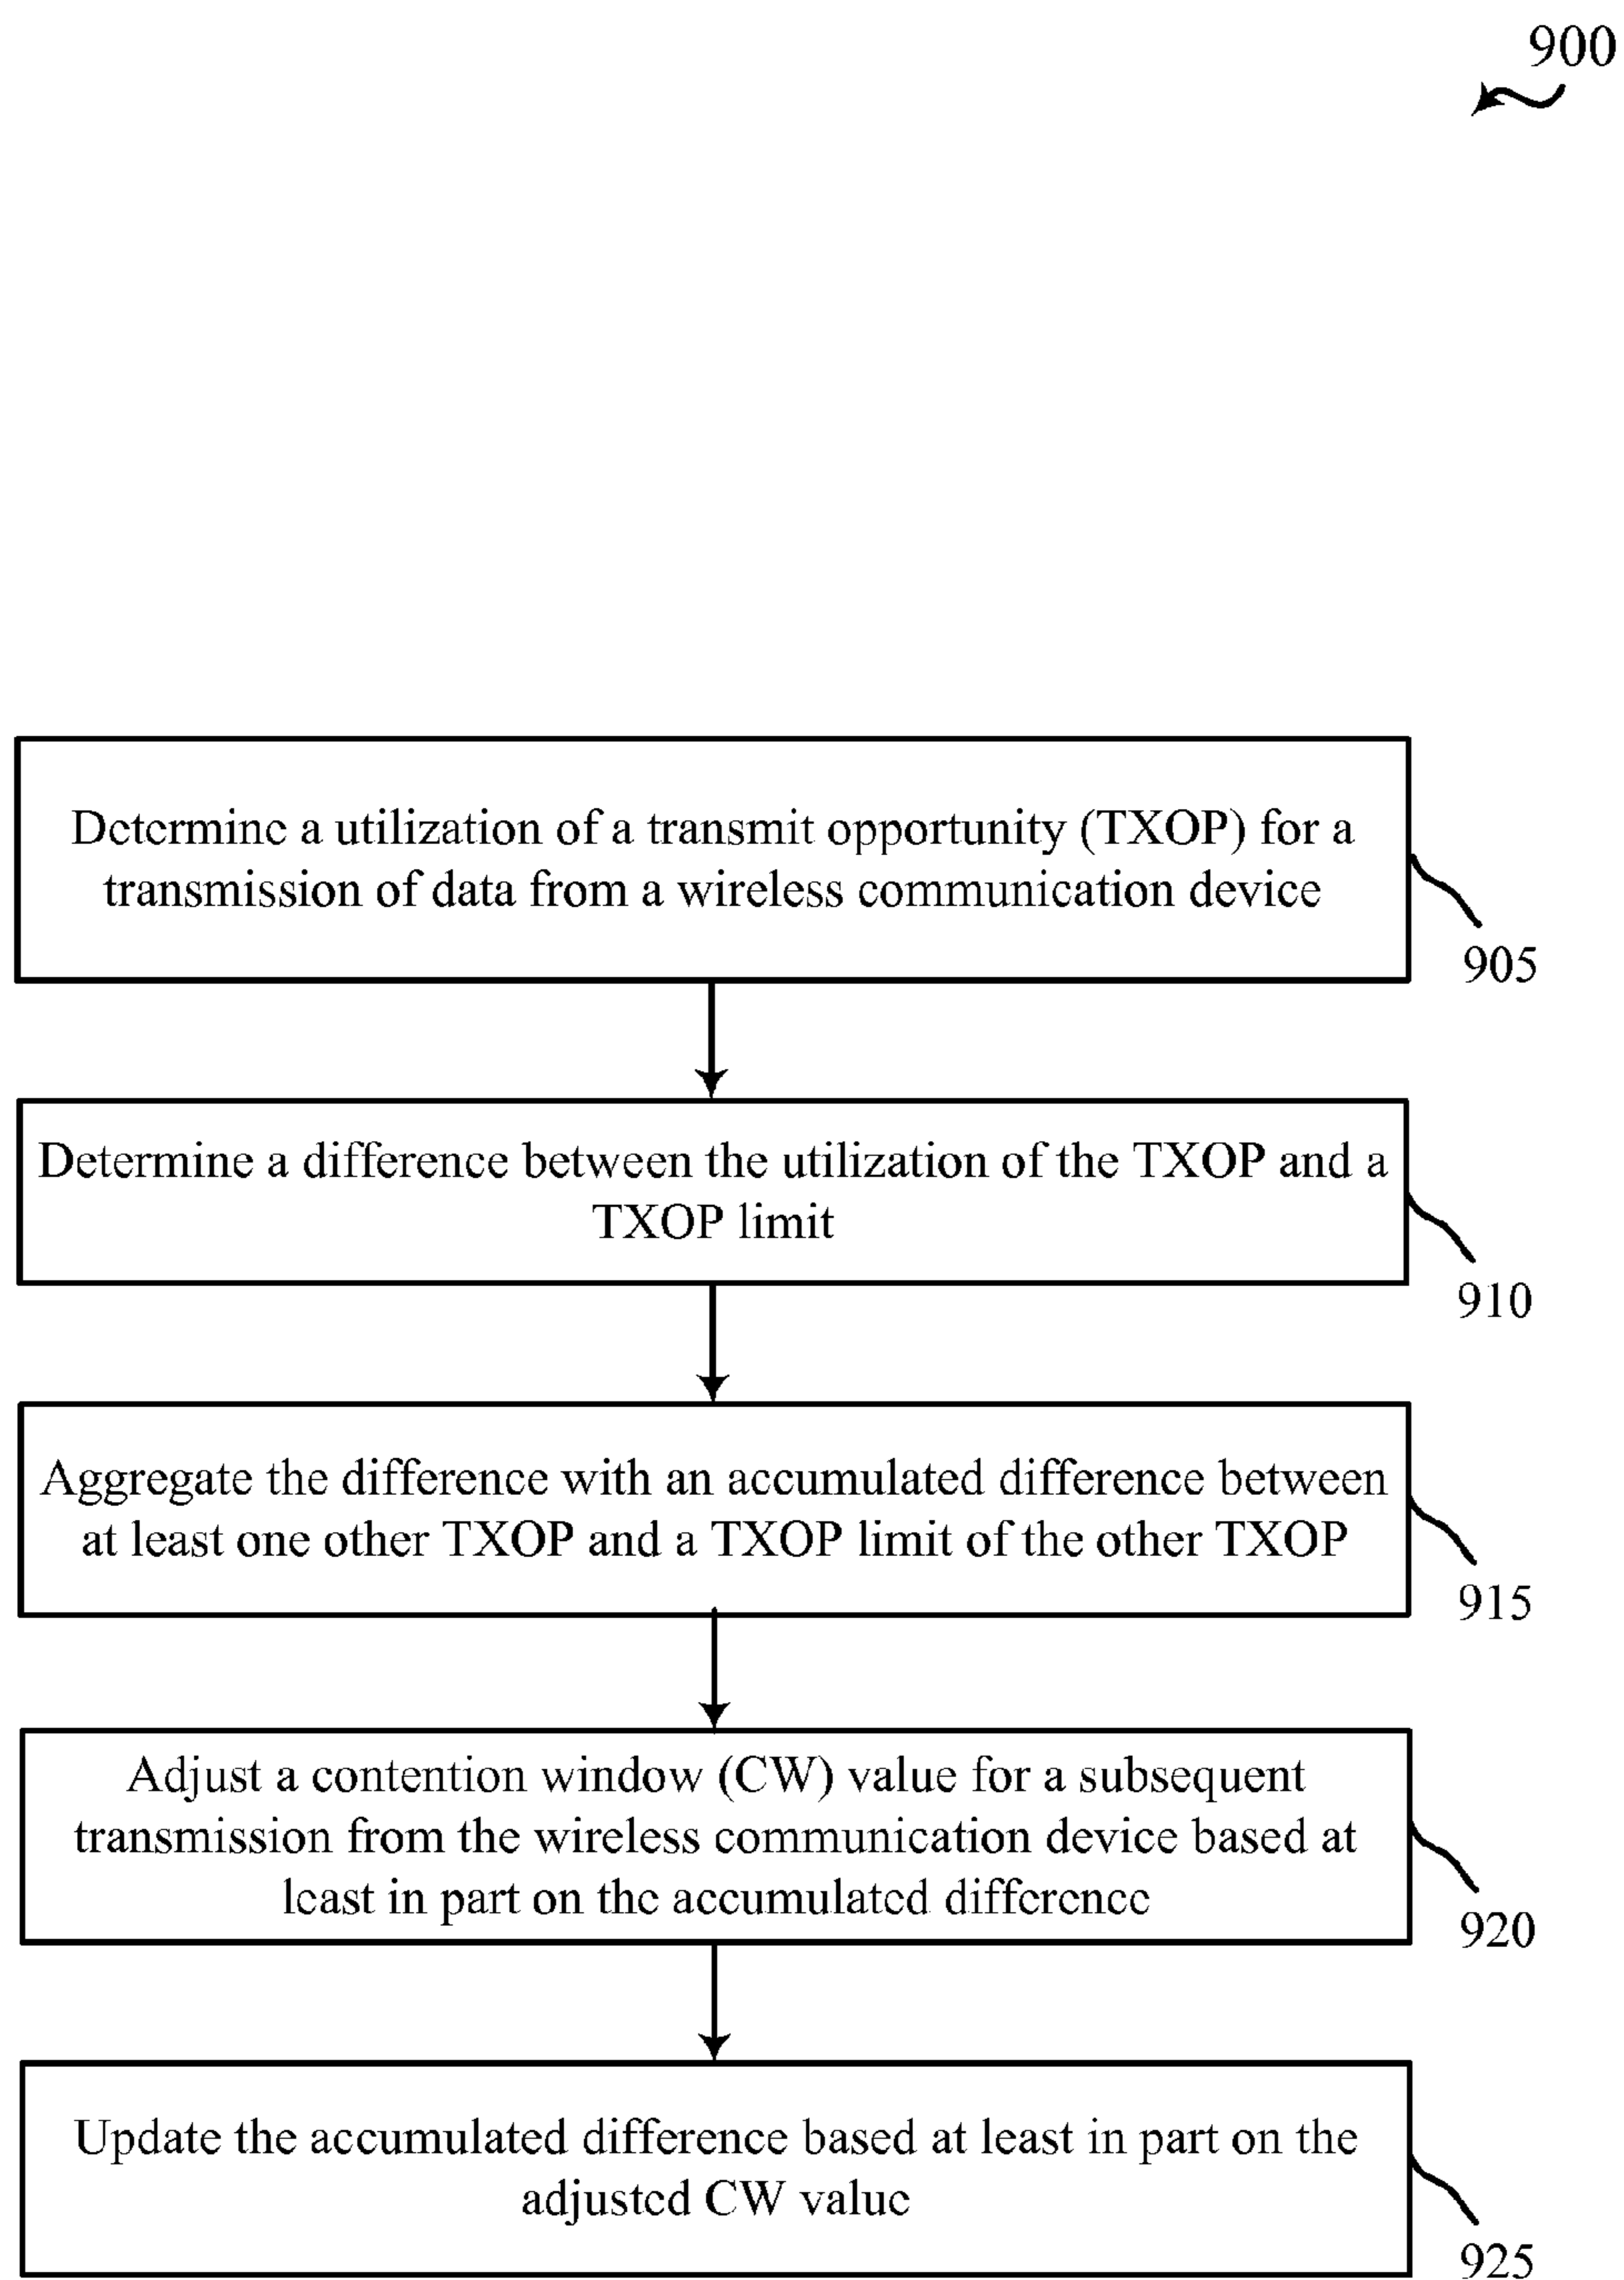 900
Determine a utilization of a transmit opportunity (TXOP) for a
transmission of data from a wireless communication device
905
Determine a difference between the utilization of the TXOP and a
TXOP limit
910
Aggregate the difference with an accumulated difference between
at least one other TXOP and a TXOP limit of the other TXOP
915
Adjust a contention window (CW) value for a subsequent
transmission from the wireless communication device based at
least in part on the accumulated difference
920
Update the accumulated difference based at least in part on the
adjusted CW value
925